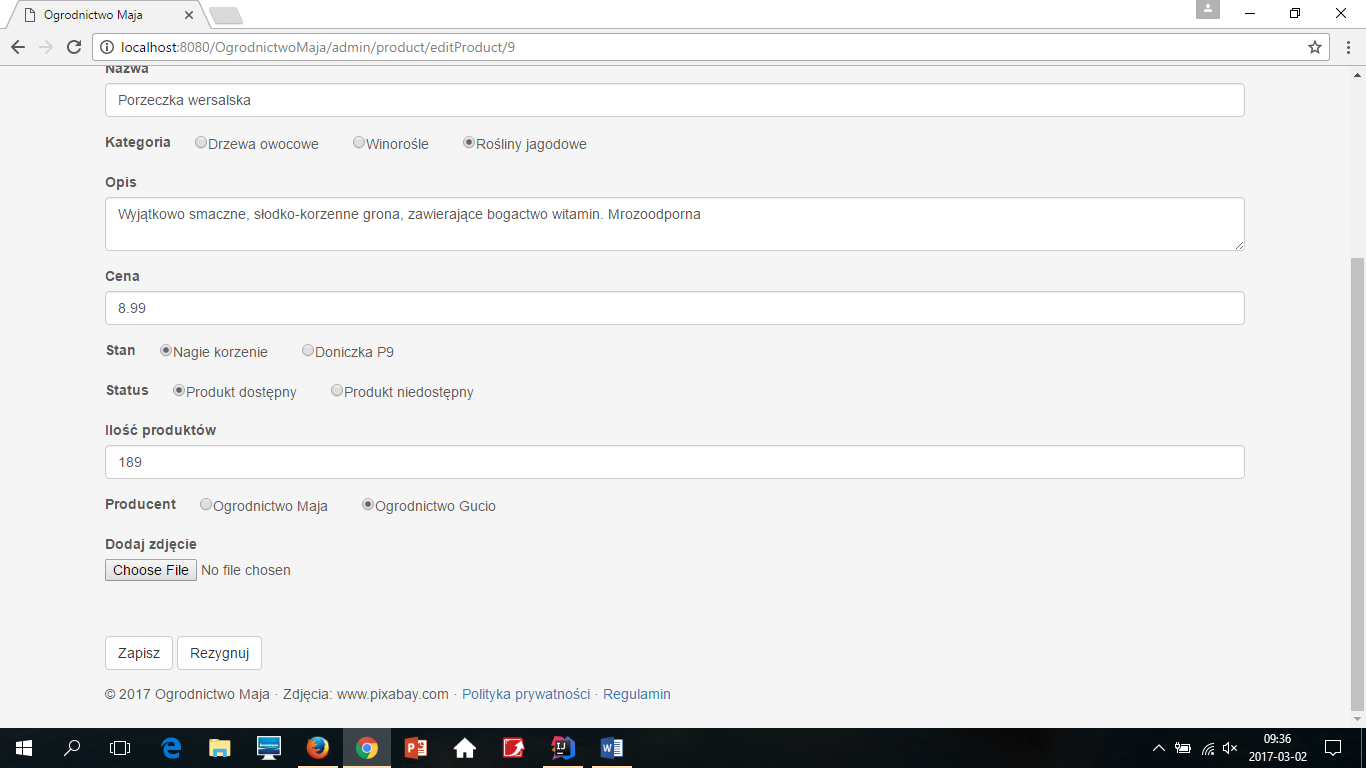 Ogrodnictwo Maja
localhost:8080/OgrodnictwoMaja/admin/product/editProduct/9
Nazwa
Porzeczka wersalska
Kategoria Drzewa owocowe Winorośle Rośliny jagodowe
Opis
Wyjątkowo smaczne, słodko-korzenne grona, zawierające bogactwo witamin. Mrozoodporna
Cena
8.99
Stan Nagie korzenie Doniczka P9
Status Produkt dostępny Produkt niedostępny
Ilość produktów
189
Producent Ogrodnictwo Maja Ogrodnictwo Gucio
Dodaj zdjęcie
Choose File No file chosen
Zapisz Rezygnuj
© 2017 Ogrodnictwo Maja · Zdjęcia: www.pixabay.com · Polityka prywatności · Regulamin
09:36
2017-03-02